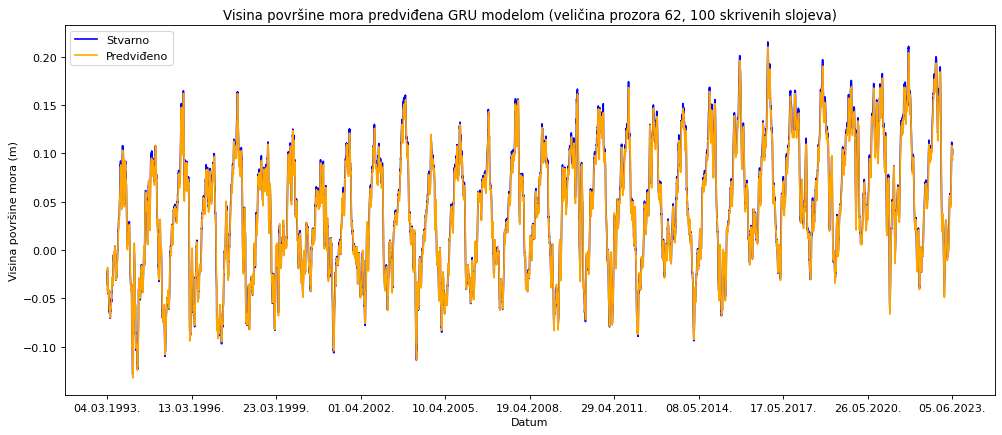 Visina površine mora predviđena GRU modelom (veličina prozora 62, 100 skrivenih slojeva)
Stvarno
Predviđeno
Visina površine mora (m)
0.20
0.15
0.10
0.05
0.00
−0.05
−0.10
04.03.1993. 13.03.1996. 23.03.1999. 01.04.2002. 10.04.2005. 19.04.2008. 29.04.2011. 08.05.2014. 17.05.2017. 26.05.2020. 05.06.2023.
Datum